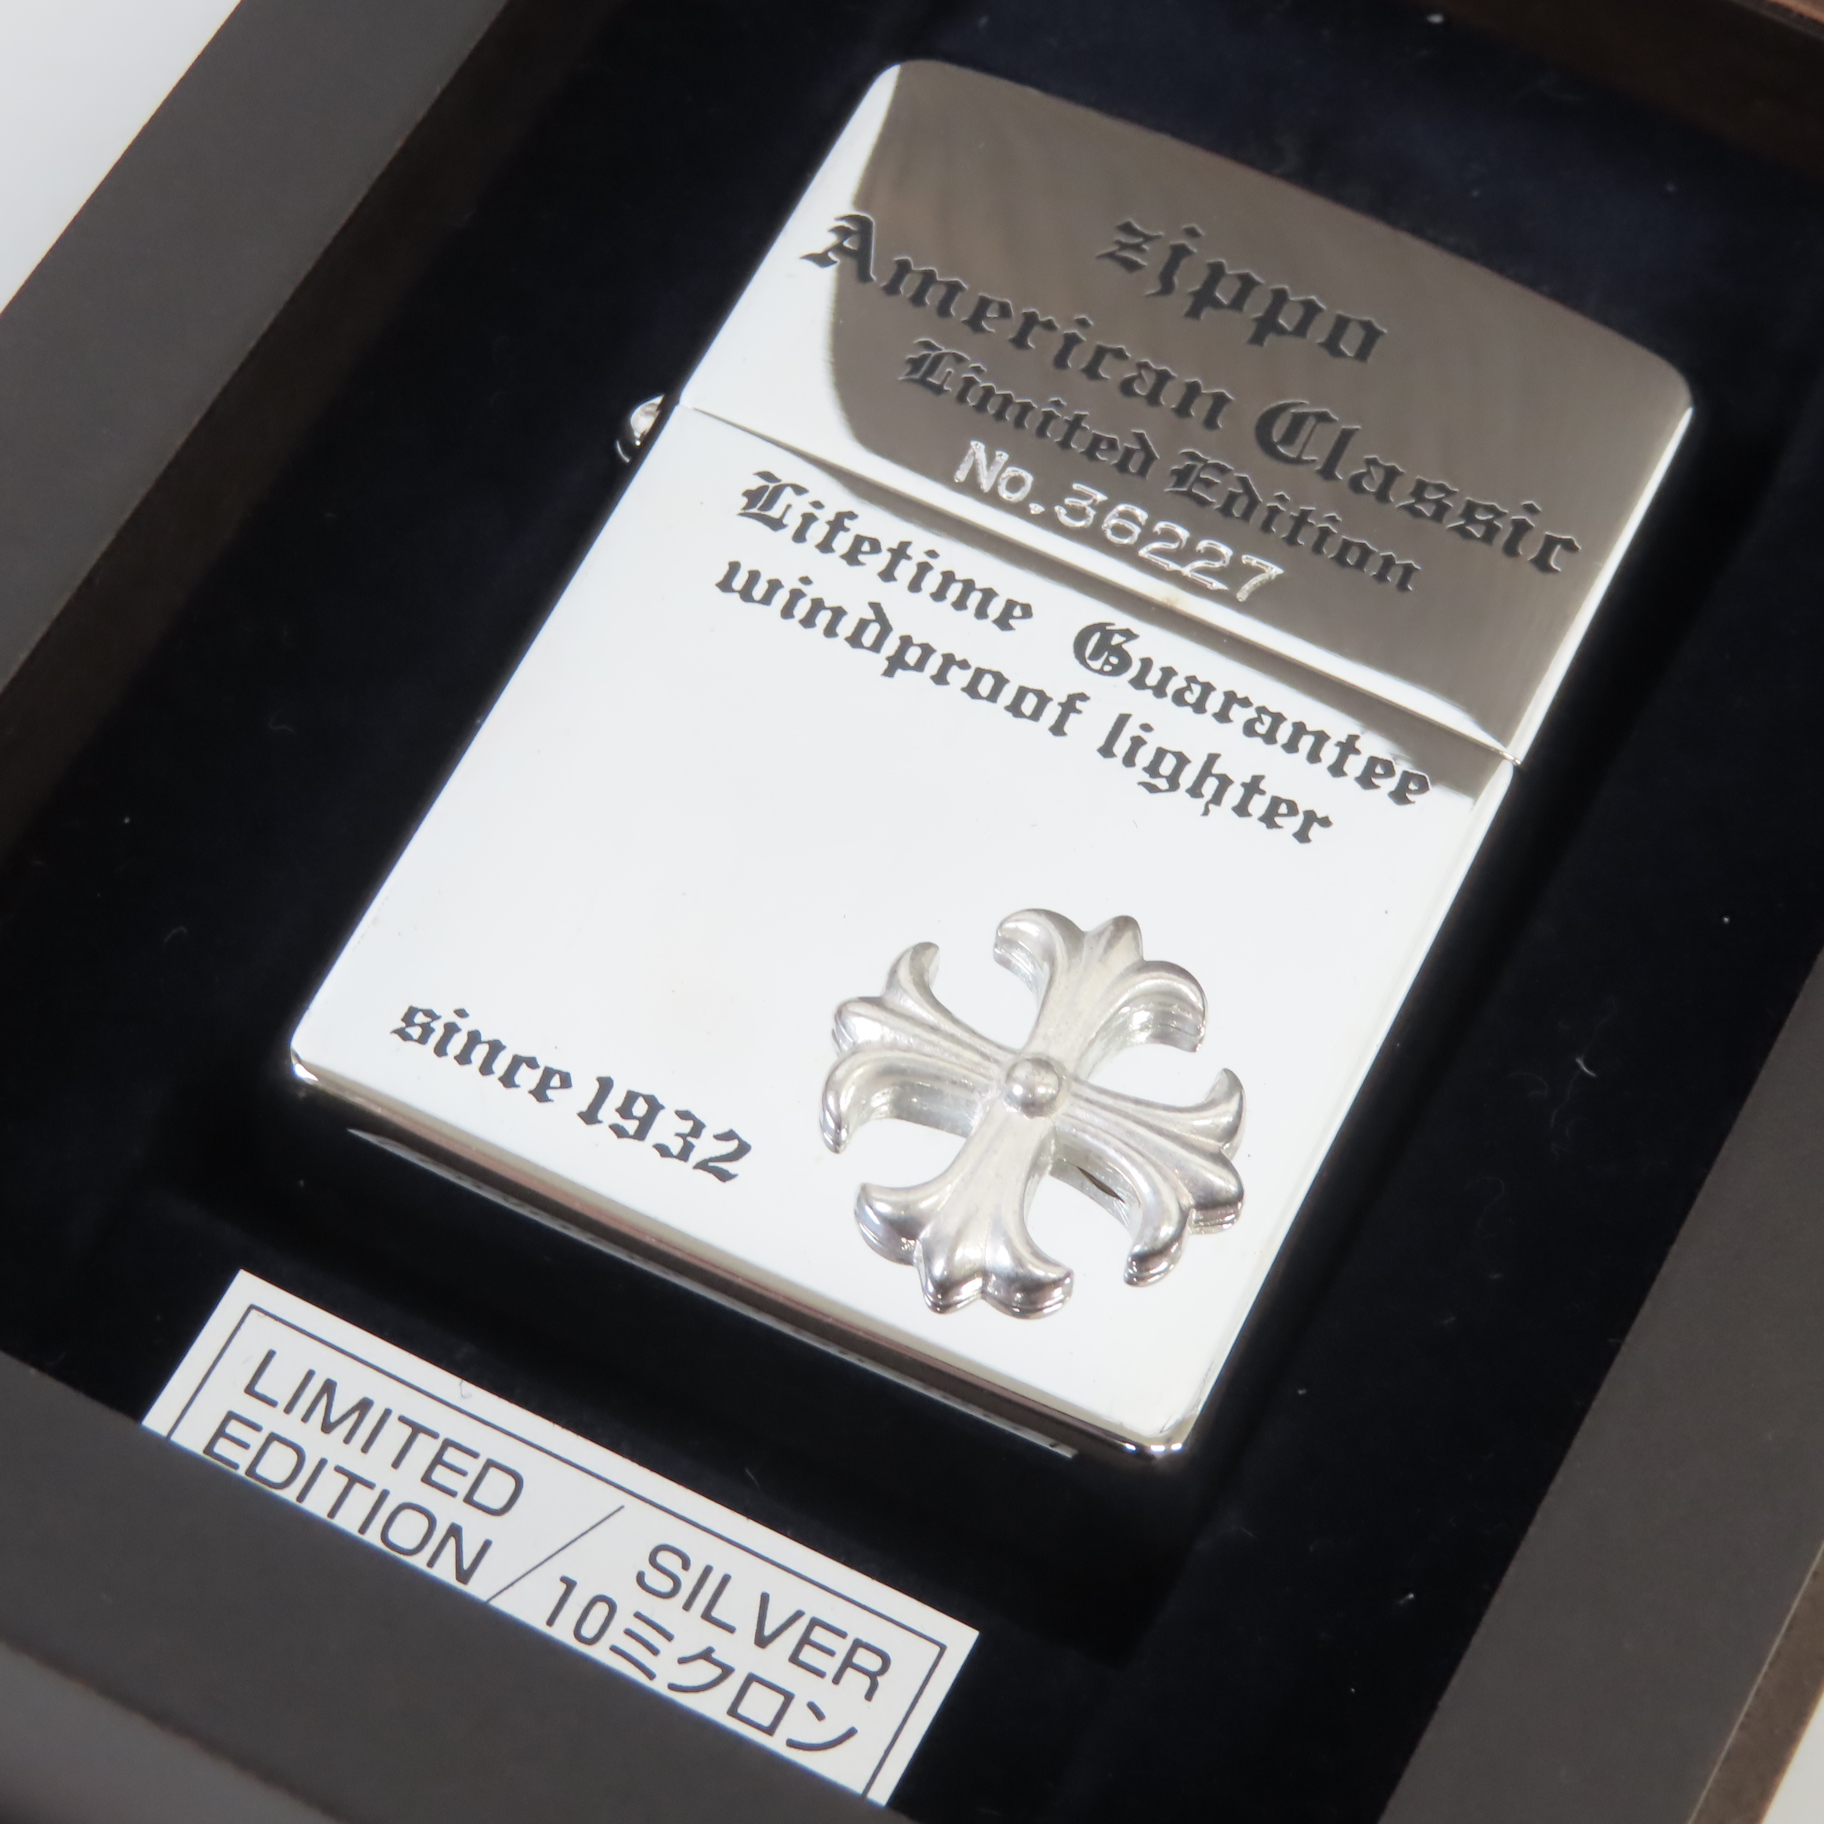 zippo
American Classic
Limited Edition
No.36227
Lifetime Guarantee
windproof lighter
since 1932
LIMITED
EDITION
SILVER
10ミクロン